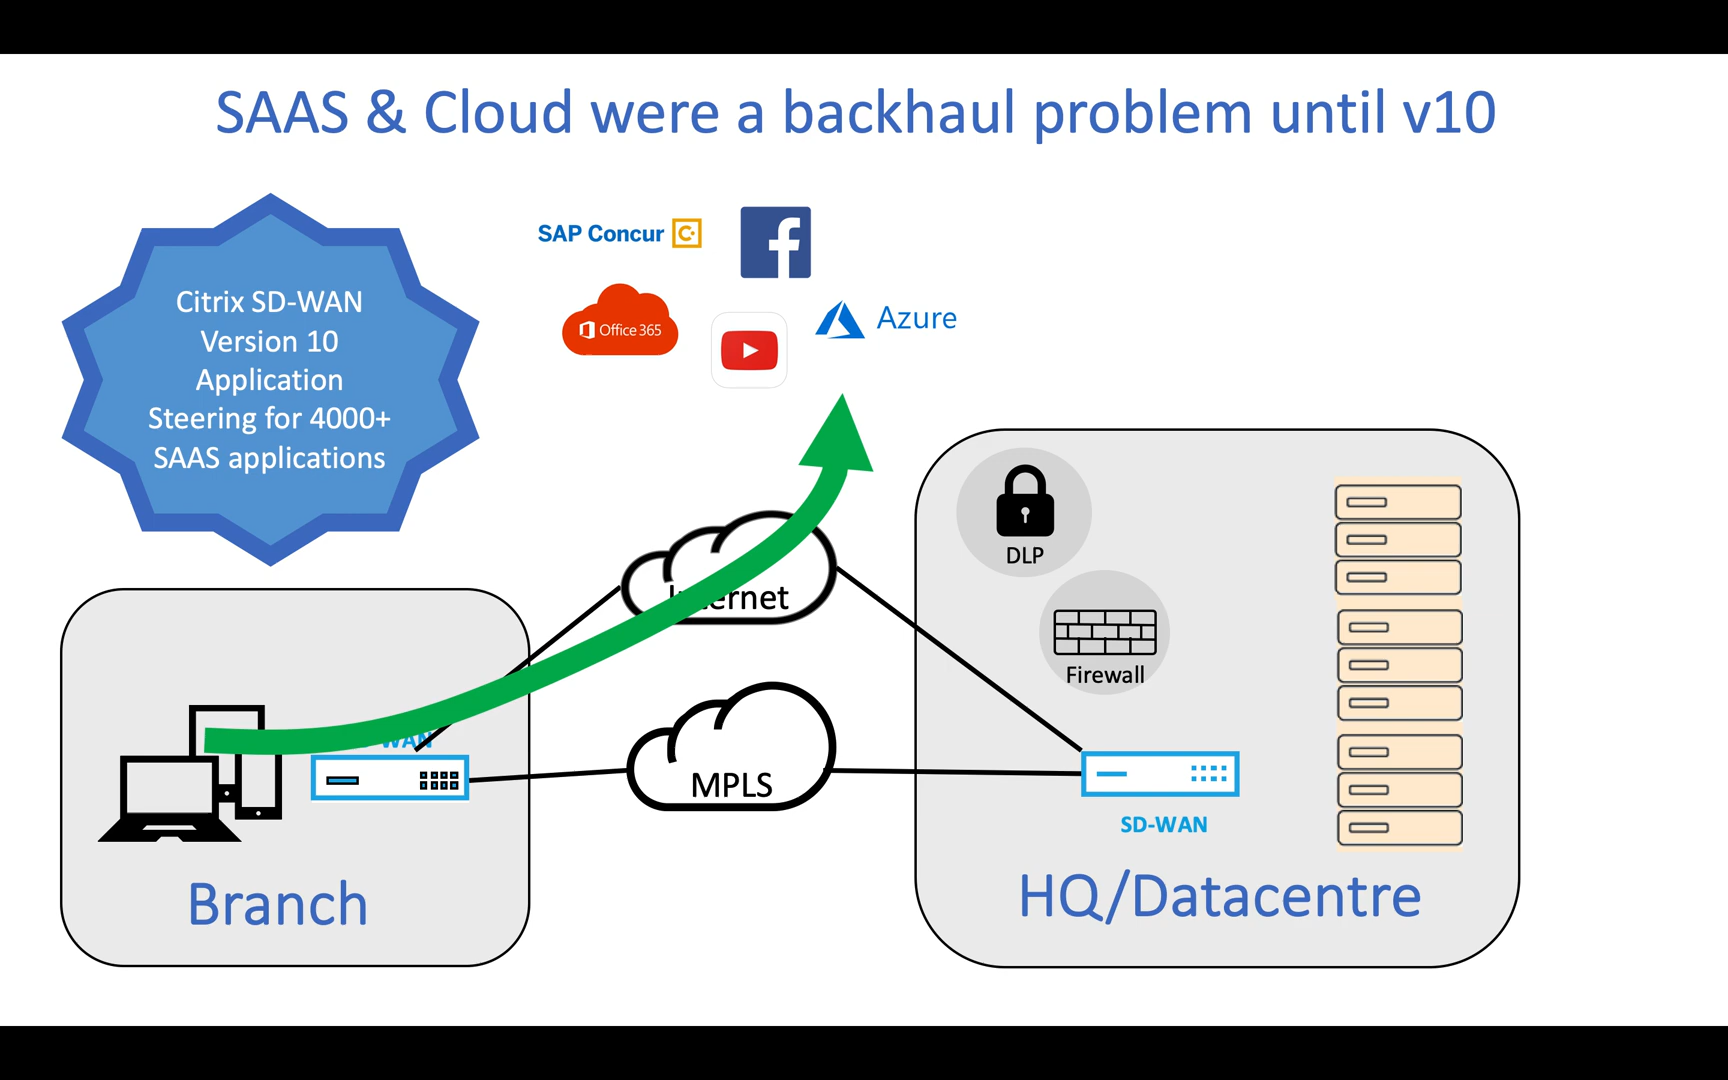 SAAS & Cloud were a backhaul problem until v10
Citrix SD-WAN
Version 10
Application
Steering for 4000+
SAAS applications
SAP Concur C.
f
Office 365
Azure
DLP
Firewall
Internet
MPLS
SD-WAN
Branch
HQ/Datacentre